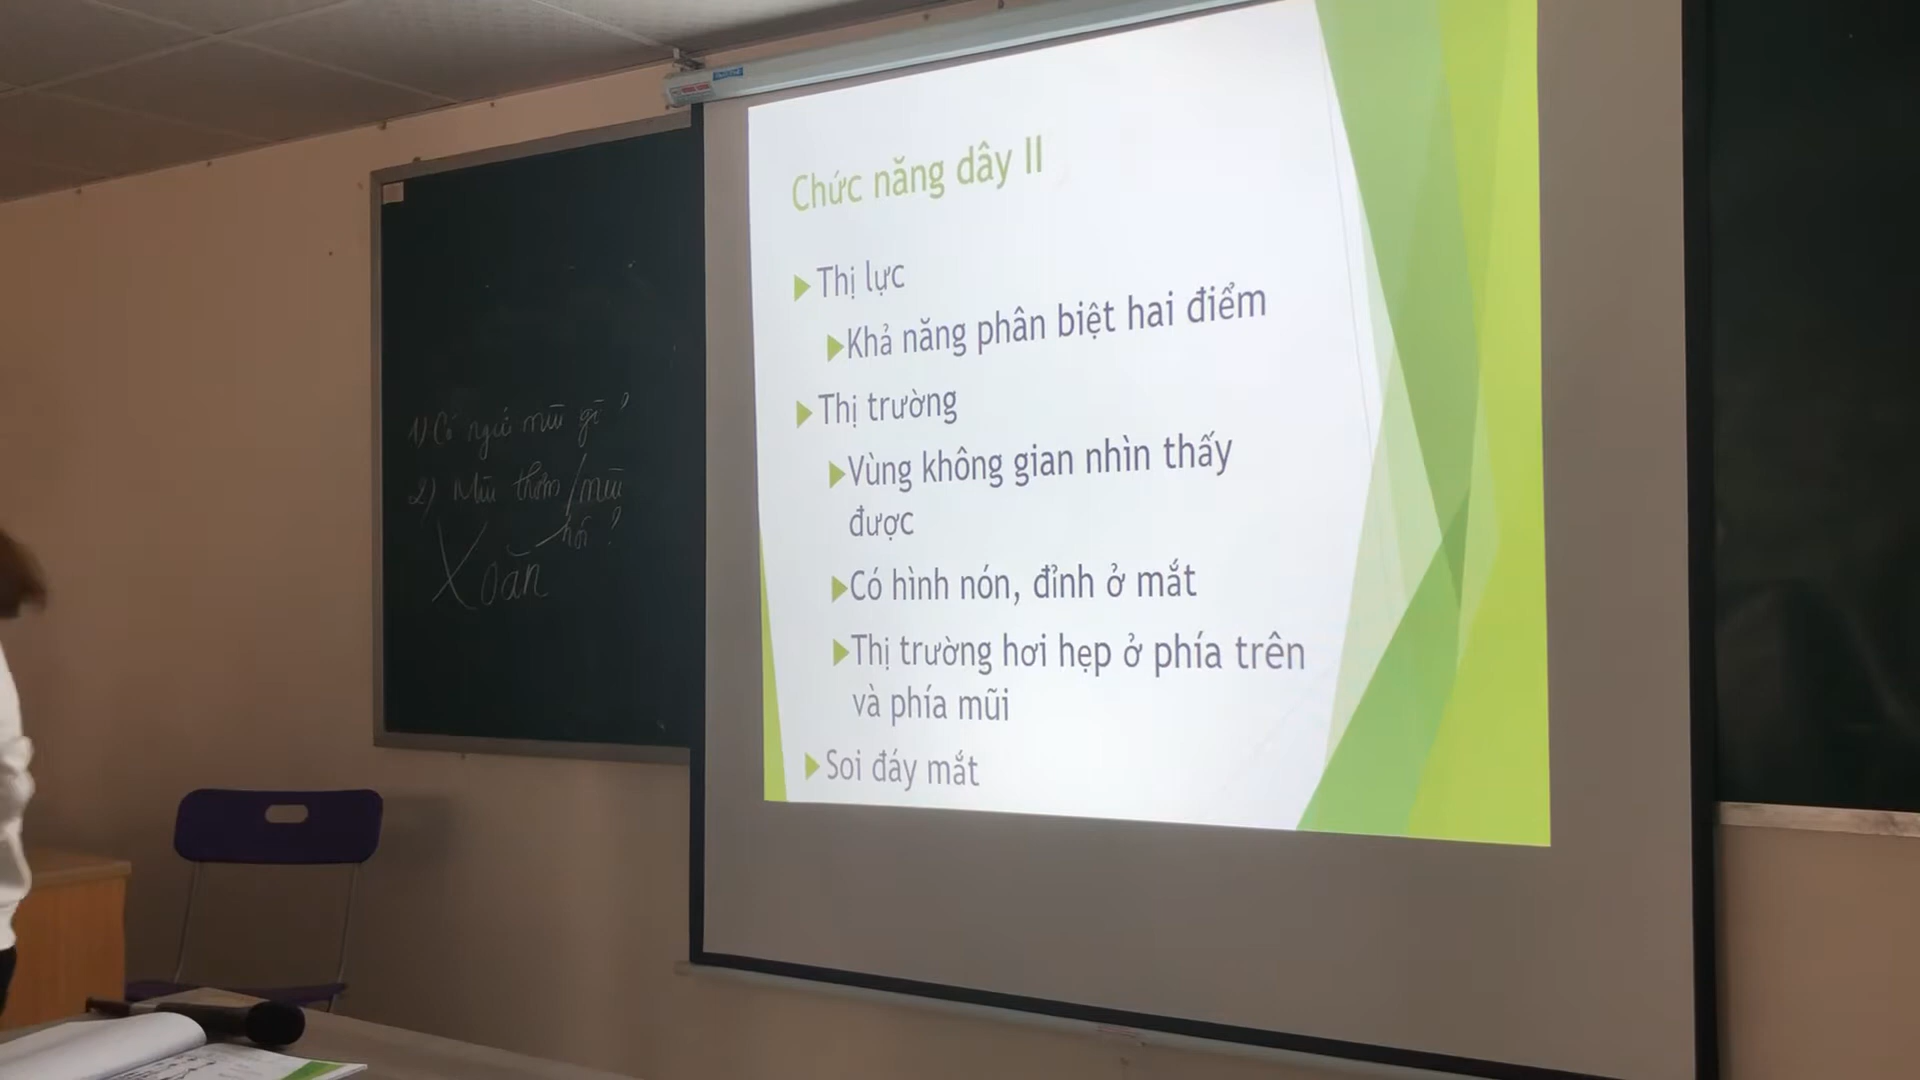 1) Có ngửi mùi gì ?
2) Mùi thơm / mùi
hôi ?
Xoan
Chức năng dây II
Thị lực
Khả năng phân biệt hai điểm
Thị trường
Vùng không gian nhìn thấy
được
Có hình nón, đỉnh ở mắt
Thị trường hơi hẹp ở phía trên
và phía mũi
Soi đáy mắt